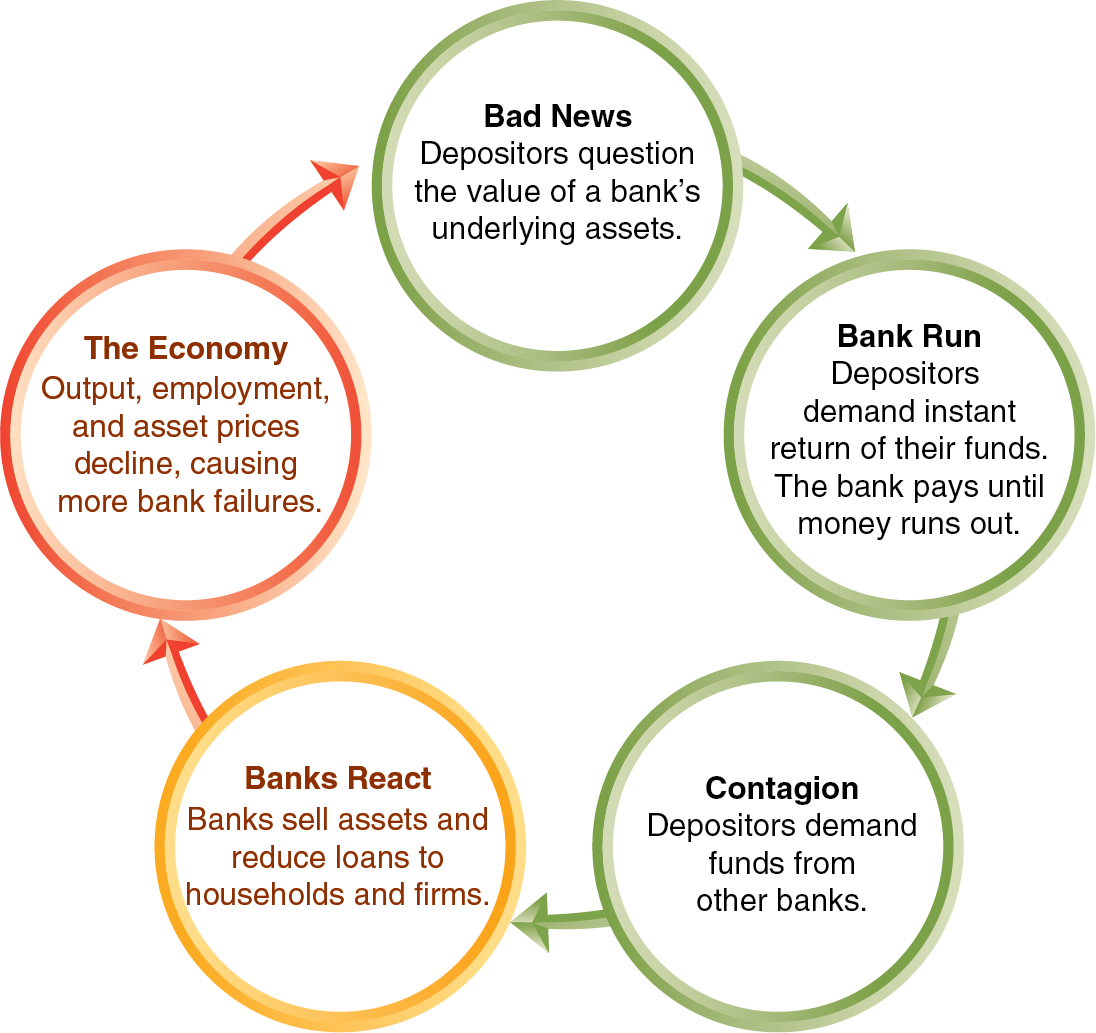 Bad News
Depositors question
the value of a bank’s
underlying assets.
Bank Run
Depositors
demand instant
return of their funds.
The bank pays until
money runs out.
Contagion
Depositors demand
funds from
other banks.
Banks React
Banks sell assets and
reduce loans to
households and firms.
The Economy
Output, employment,
and asset prices
decline, causing
more bank failures.